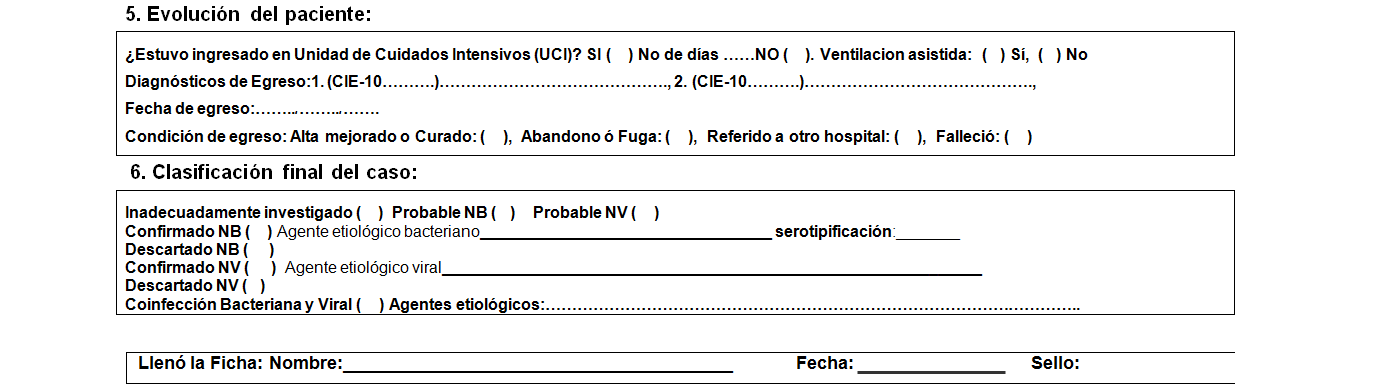 5. Evolución del paciente:
¿Estuvo ingresado en Unidad de Cuidados Intensivos (UCI)? SI (   ) No de días ……NO (   ). Ventilacion asistida:  (   ) Sí,  (   ) No
Diagnósticos de Egreso:1. (CIE-10……….)…………………………………., 2. (CIE-10……….)………………………………….,
Fecha de egreso:……../……../…….
Condición de egreso: Alta mejorado o Curado: (    ),  Abandono ó Fuga: (    ),  Referido a otro hospital: (    ),  Falleció: (    )
6. Clasificación final del caso:
Inadecuadamente investigado (    )  Probable NB (   )    Probable NV (    )
Confirmado NB (    ) Agente etiológico bacteriano_________________________________ serotipificación:_______
Descartado NB (     )
Confirmado NV (     )  Agente etiológico viral_____________________________________________________________
Descartado NV (   )
Coinfección Bacteriana y Viral (    ) Agentes etiológicos:……………………………………………………………………….…………..
Llenó la Ficha: Nombre:_______________________________________ Fecha: _______________ Sello: